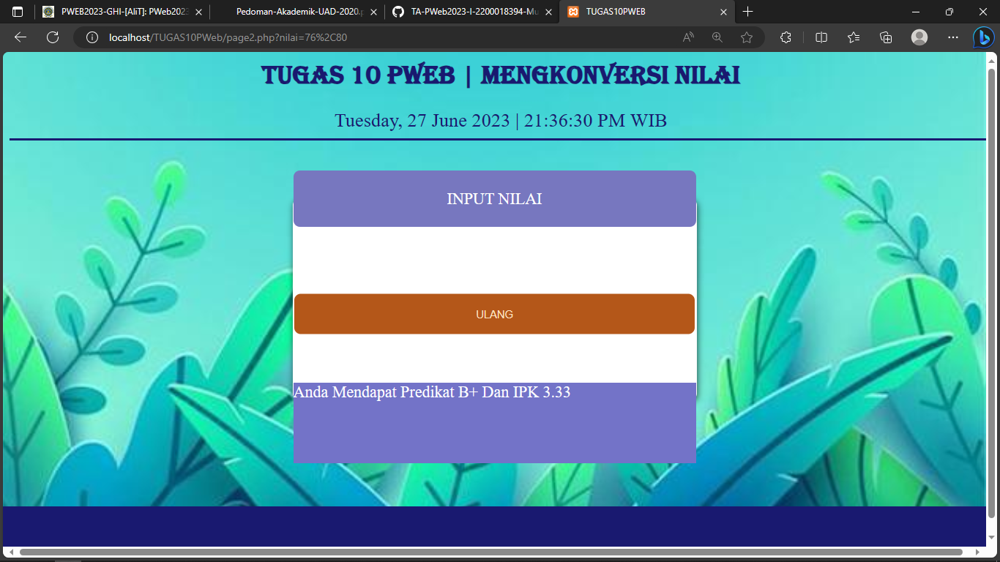 PWEB2023-GHI-[AliT]: PWeb2023
Pedoman-Akademik-UAD-2020.p
TA-PWeb2023-I-2200018394-Mu
TUGAS10PWEB
localhost/TUGAS10PWeb/page2.php?nilai=76%2C80
TUGAS 10 PWEB | MENGKONVERSI NILAI
Tuesday, 27 June 2023 | 21:36:30 PM WIB
INPUT NILAI
ULANG
Anda Mendapat Predikat B+ Dan IPK 3.33